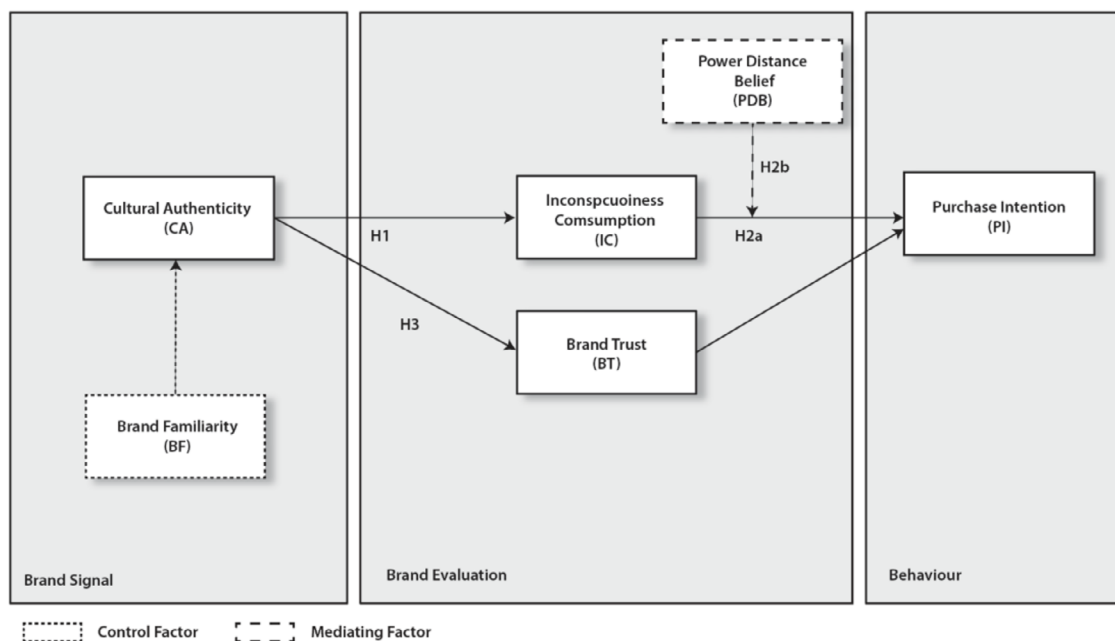 Power Distance
Belief
(PDB)
H2b
Cultural Authenticity
(CA)
H1
Inconspcuoiness
Comsumption
(IC)
H2a
Purchase Intention
(PI)
H3
Brand Trust
(BT)
Brand Familiarity
(BF)
Brand Signal
Brand Evaluation
Behaviour
Control Factor
Mediating Factor